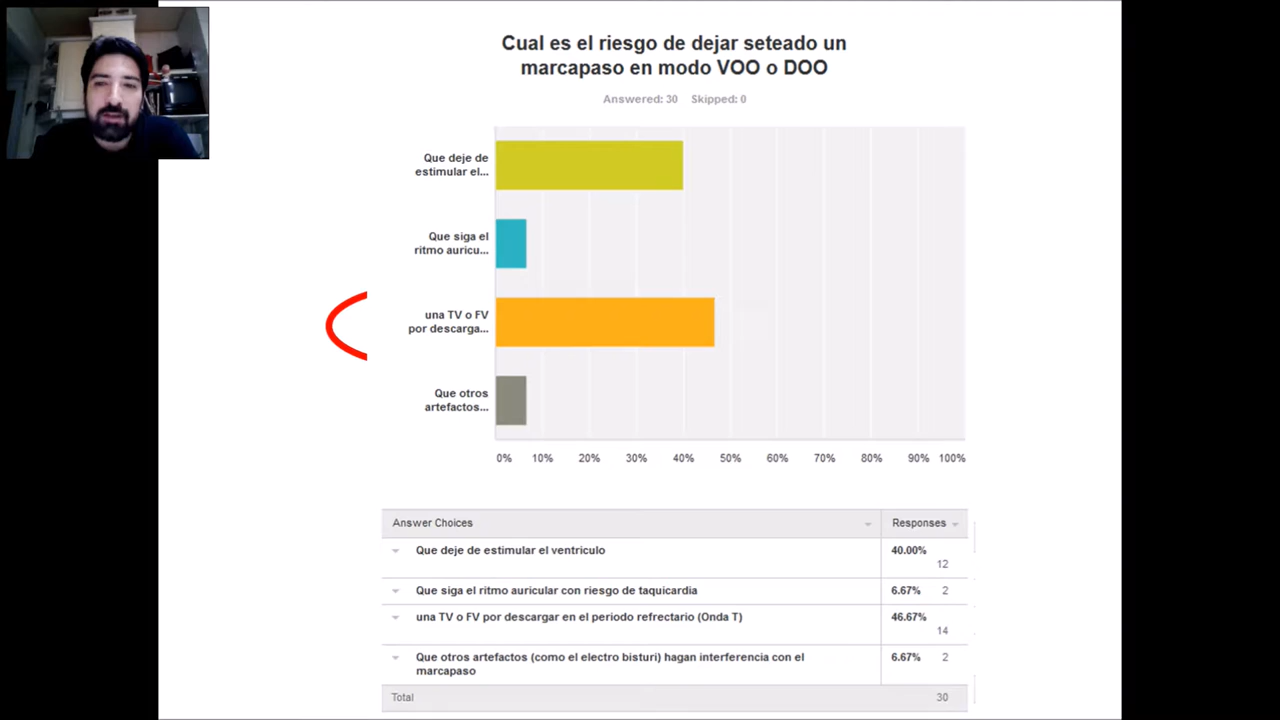 Cual es el riesgo de dejar seteado un
marcapaso en modo VOO o DOO
Answered: 30 Skipped: 0
Que deje de
estimular el...
Que siga el
ritmo auricu...
una TV o FV
por descarga...
Que otros
artefactos...
0% 10% 20% 30% 40% 50% 60% 70% 80% 90% 100%
Answer Choices Responses
Que deje de estimular el ventriculo 40.00%
12
Que siga el ritmo auricular con riesgo de taquicardia 6.67% 2
una TV o FV por descargar en el periodo refrectario (Onda T) 46.67%
14
Que otros artefactos (como el electro bisturi) hagan interferencia con el 6.67% 2
marcapaso
Total 30